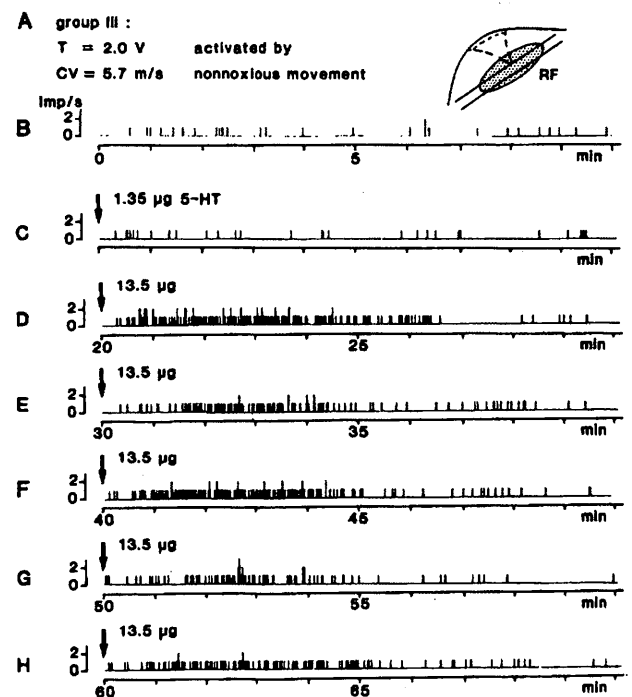 A group III :
T = 2.0 V activated by
CV = 5.7 m/s nonnoxious movement
RF
Imp/s
B 2 0
0 5 min
1.35 µg 5-HT
C 2 0
min
13.5 µg
D 2 0
20 25 min
13.5 µg
E 2 0
30 35 min
13.5 µg
F 2 0
40 45 min
13.5 µg
G 2 0
50 55 min
13.5 µg
H 2 0
60 65 min